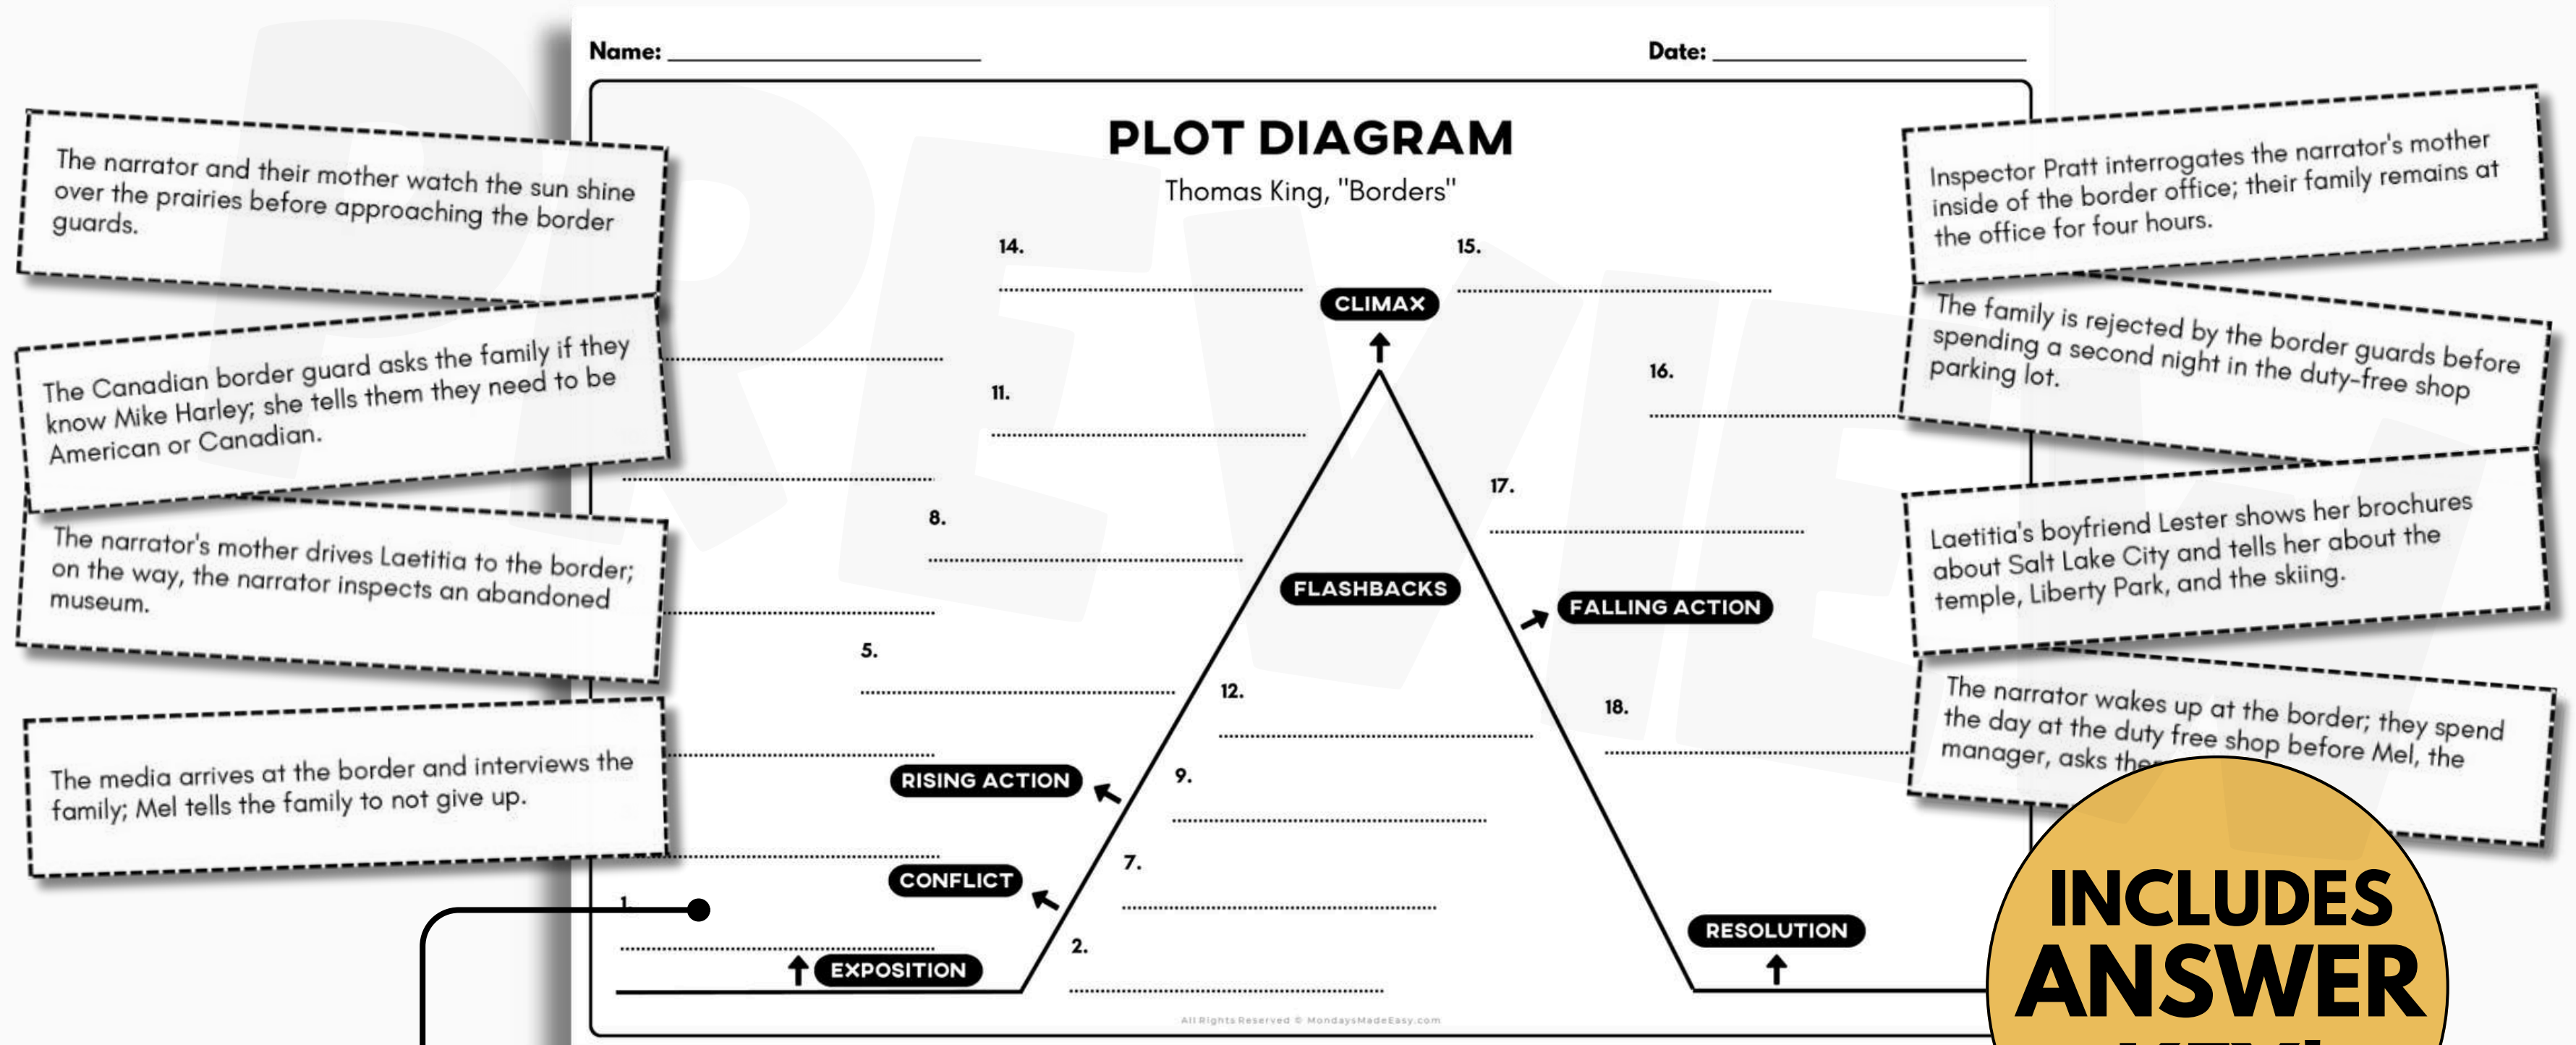 Name:
Date:
PLOT DIAGRAM
Thomas King, "Borders"
The narrator and their mother watch the sun shine
over the prairies before approaching the border
guards.
The Canadian border guard asks the family if they
know Mike Harley; she tells them they need to be
American or Canadian.
The narrator's mother drives Laetitia to the border;
on the way, the narrator inspects an abandoned
museum.
The media arrives at the border and interviews the
family; Mel tells the family to not give up.
14.
15.
CLIMAX
16.
11.
17.
8.
FLASHBACKS
FALLING ACTION
5.
12.
18.
RISING ACTION
9.
7.
CONFLICT
1.
2.
RESOLUTION
EXPOSITION
All Rights Reserved © MondaysMadeEasy.com
Inspector Pratt interrogates the narrator's mother
inside of the border office; their family remains at
the office for four hours.
The family is rejected by the border guards before
spending a second night in the duty-free shop
parking lot.
Laetitia's boyfriend Lester shows her brochures
about Salt Lake City and tells her about the
temple, Liberty Park, and the skiing.
The narrator wakes up at the border; they spend
the day at the duty free shop before Mel, the
manager, asks
INCLUDES
ANSWER
PREVIEW